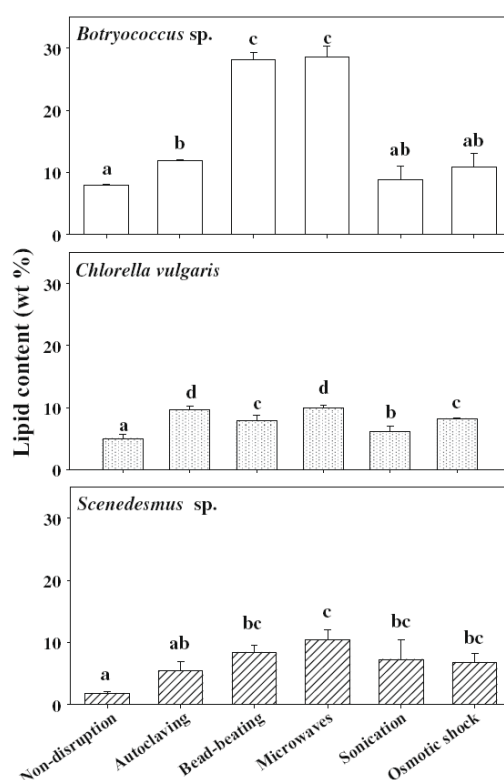 Botryococcus sp.
30
20
10
0
a
b
c
c
ab
ab
Lipid content (wt %)
Chlorella vulgaris
30
20
10
0
a
d
c
d
b
c
Scenedesmus sp.
30
20
10
0
a
ab
bc
c
bc
bc
Non-disruption
Autoclaving
Bead-beating
Microwaves
Sonication
Osmotic shock